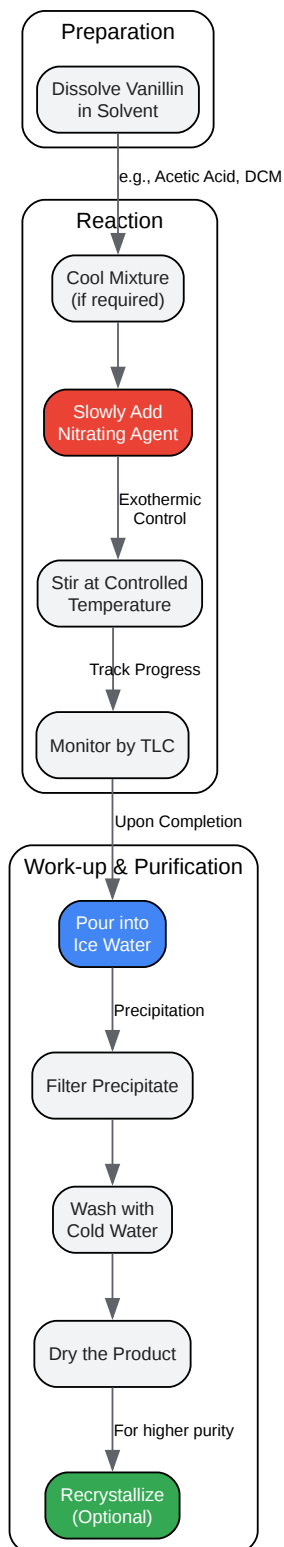 Preparation
Dissolve Vanillin
in Solvent
e.g., Acetic Acid, DCM
Reaction
Cool Mixture
(if required)
Slowly Add
Nitrating Agent
Exothermic
Control
Stir at Controlled
Temperature
Track Progress
Monitor by TLC
Upon Completion
Work-up & Purification
Pour into
Ice Water
Precipitation
Filter Precipitate
Wash with
Cold Water
Dry the Product
For higher purity
Recrystallize
(Optional)